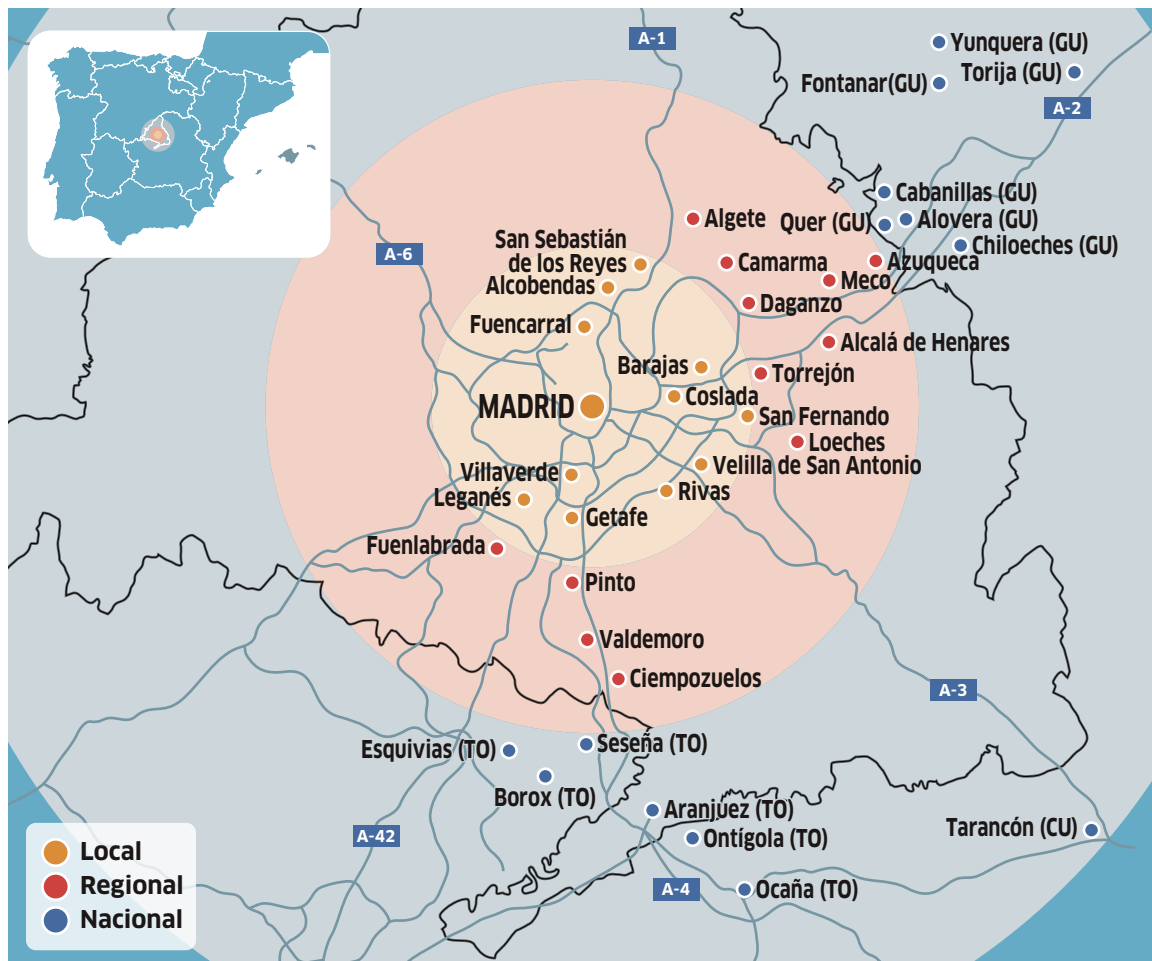 A-1
Yunquera (GU)
Torija (GU)
Fontanar(GU)
A-2
Cabanillas (GU)
Algete
Quer (GU)
Alovera (GU)
Chiloeches (GU)
A-6
San Sebastián
de los Reyes
Camarma
Azuqueca
Meco
Alcobendas
Daganzo
Fuencarral
Alcalá de Henares
Barajas
Torrejón
Coslada
MADRID
San Fernando
Loeches
Velilla de San Antonio
Villaverde
Leganés
Rivas
Getafe
Fuenlabrada
Pinto
Valdemoro
Ciempozuelos
A-3
Esquivias (TO)
Seseña (TO)
Borox (TO)
Aranjuez (TO)
Tarancón (CU)
A-42
Ontígola (TO)
A-4
Ocaña (TO)
Local
Regional
Nacional